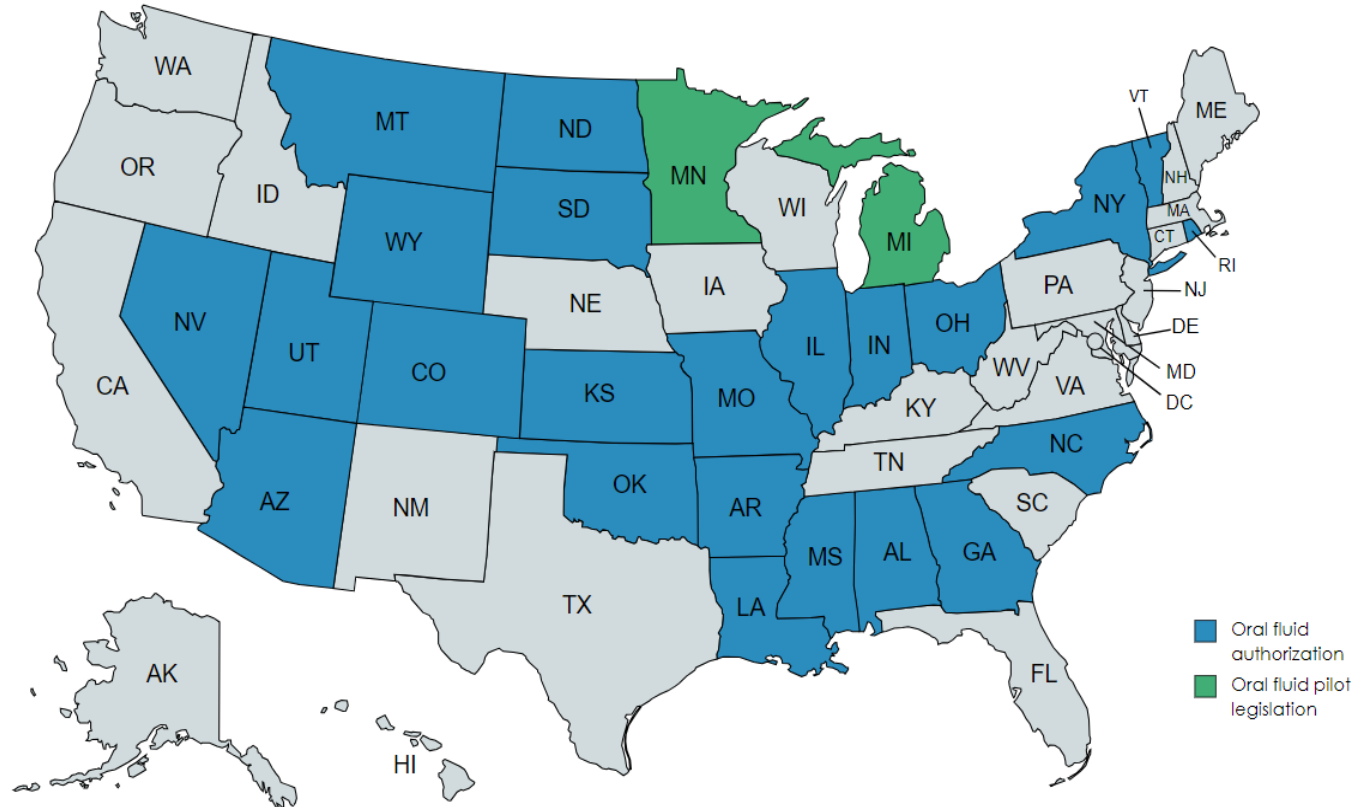 WA
MT
ND
MN
VT
ME
OR
ID
SD
WI
NH
NY
MA
WY
MI
CT
RI
IA
PA
NJ
NE
NV
IL
IN
OH
DE
UT
CO
WV
MD
CA
KS
MO
VA
DC
KY
NC
TN
OK
AZ
NM
AR
SC
MS
AL
GA
TX
LA
Oral fluid
authorization
AK
FL
Oral fluid pilot
legislation
HI